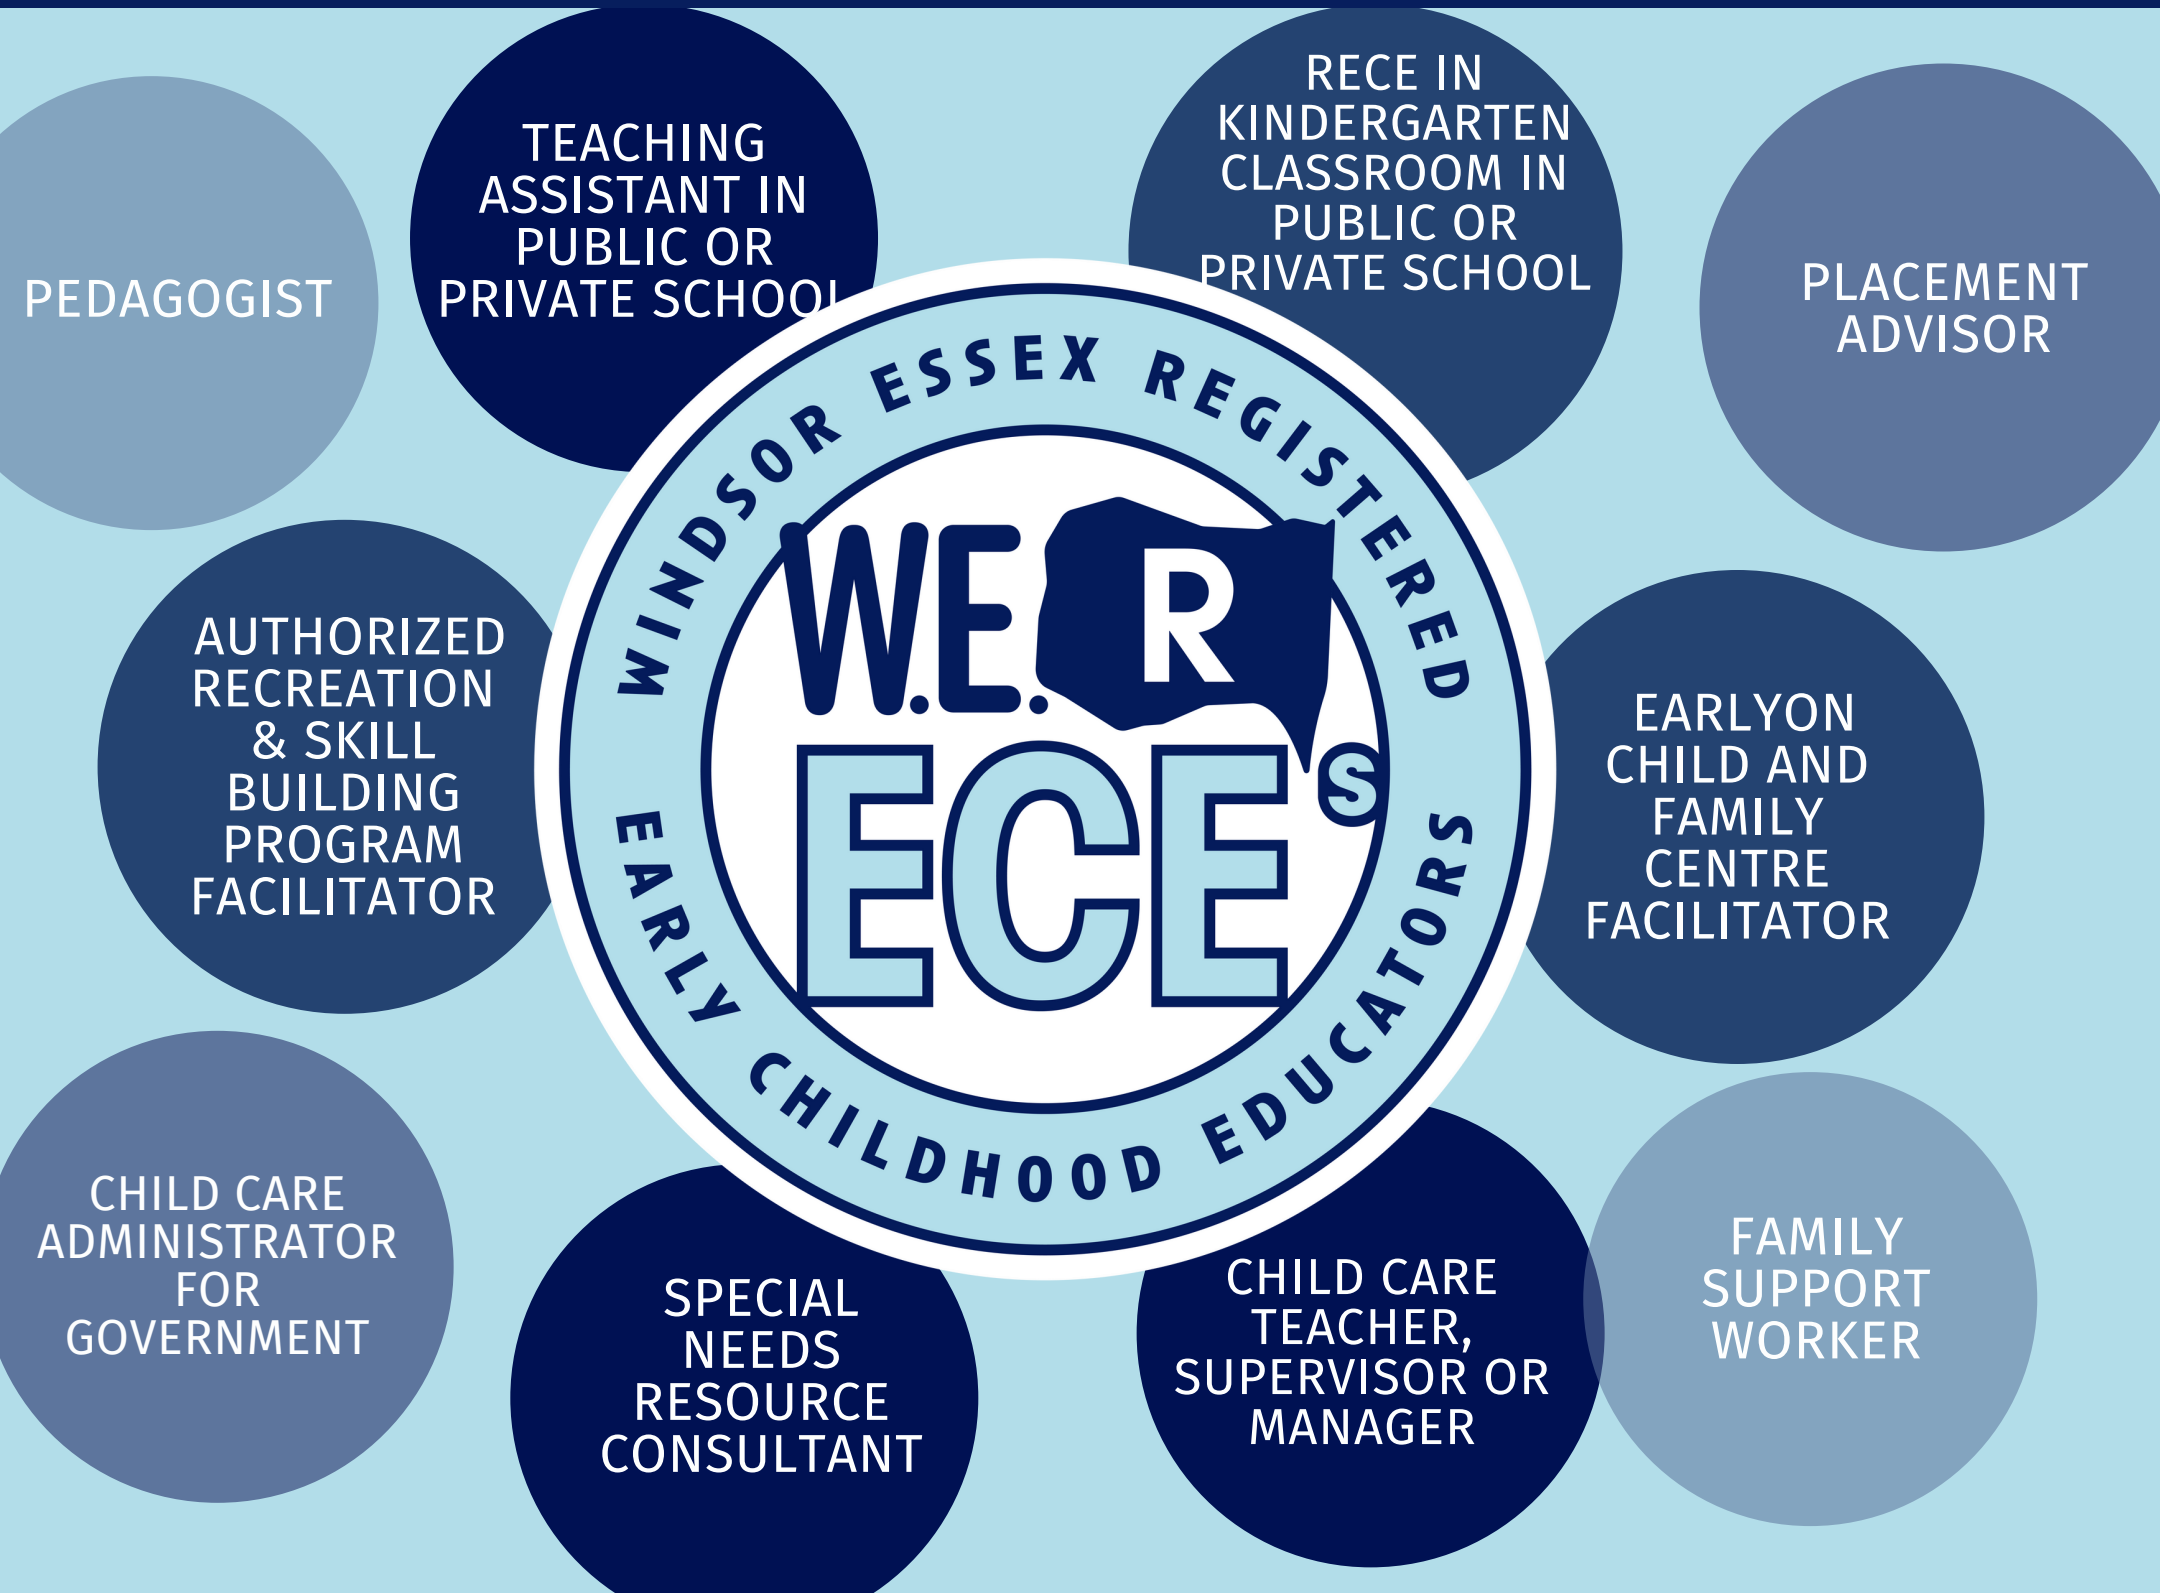 PEDAGOGIST
TEACHING
ASSISTANT IN
PUBLIC OR
PRIVATE SCHOOL
RECE IN
KINDERGARTEN
CLASSROOM IN
PUBLIC OR
PRIVATE SCHOOL
PLACEMENT
ADVISOR
AUTHORIZED
RECREATION
& SKILL
BUILDING
PROGRAM
FACILITATOR
WINDSOR ESSEX REGISTERED
W.E. R
ECES
EARLY CHILDHOOD EDUCATORS
EARLYON
CHILD AND
FAMILY
CENTRE
FACILITATOR
CHILD CARE
ADMINISTRATOR
FOR
GOVERNMENT
SPECIAL
NEEDS
RESOURCE
CONSULTANT
CHILD CARE
TEACHER,
SUPERVISOR OR
MANAGER
FAMILY
SUPPORT
WORKER